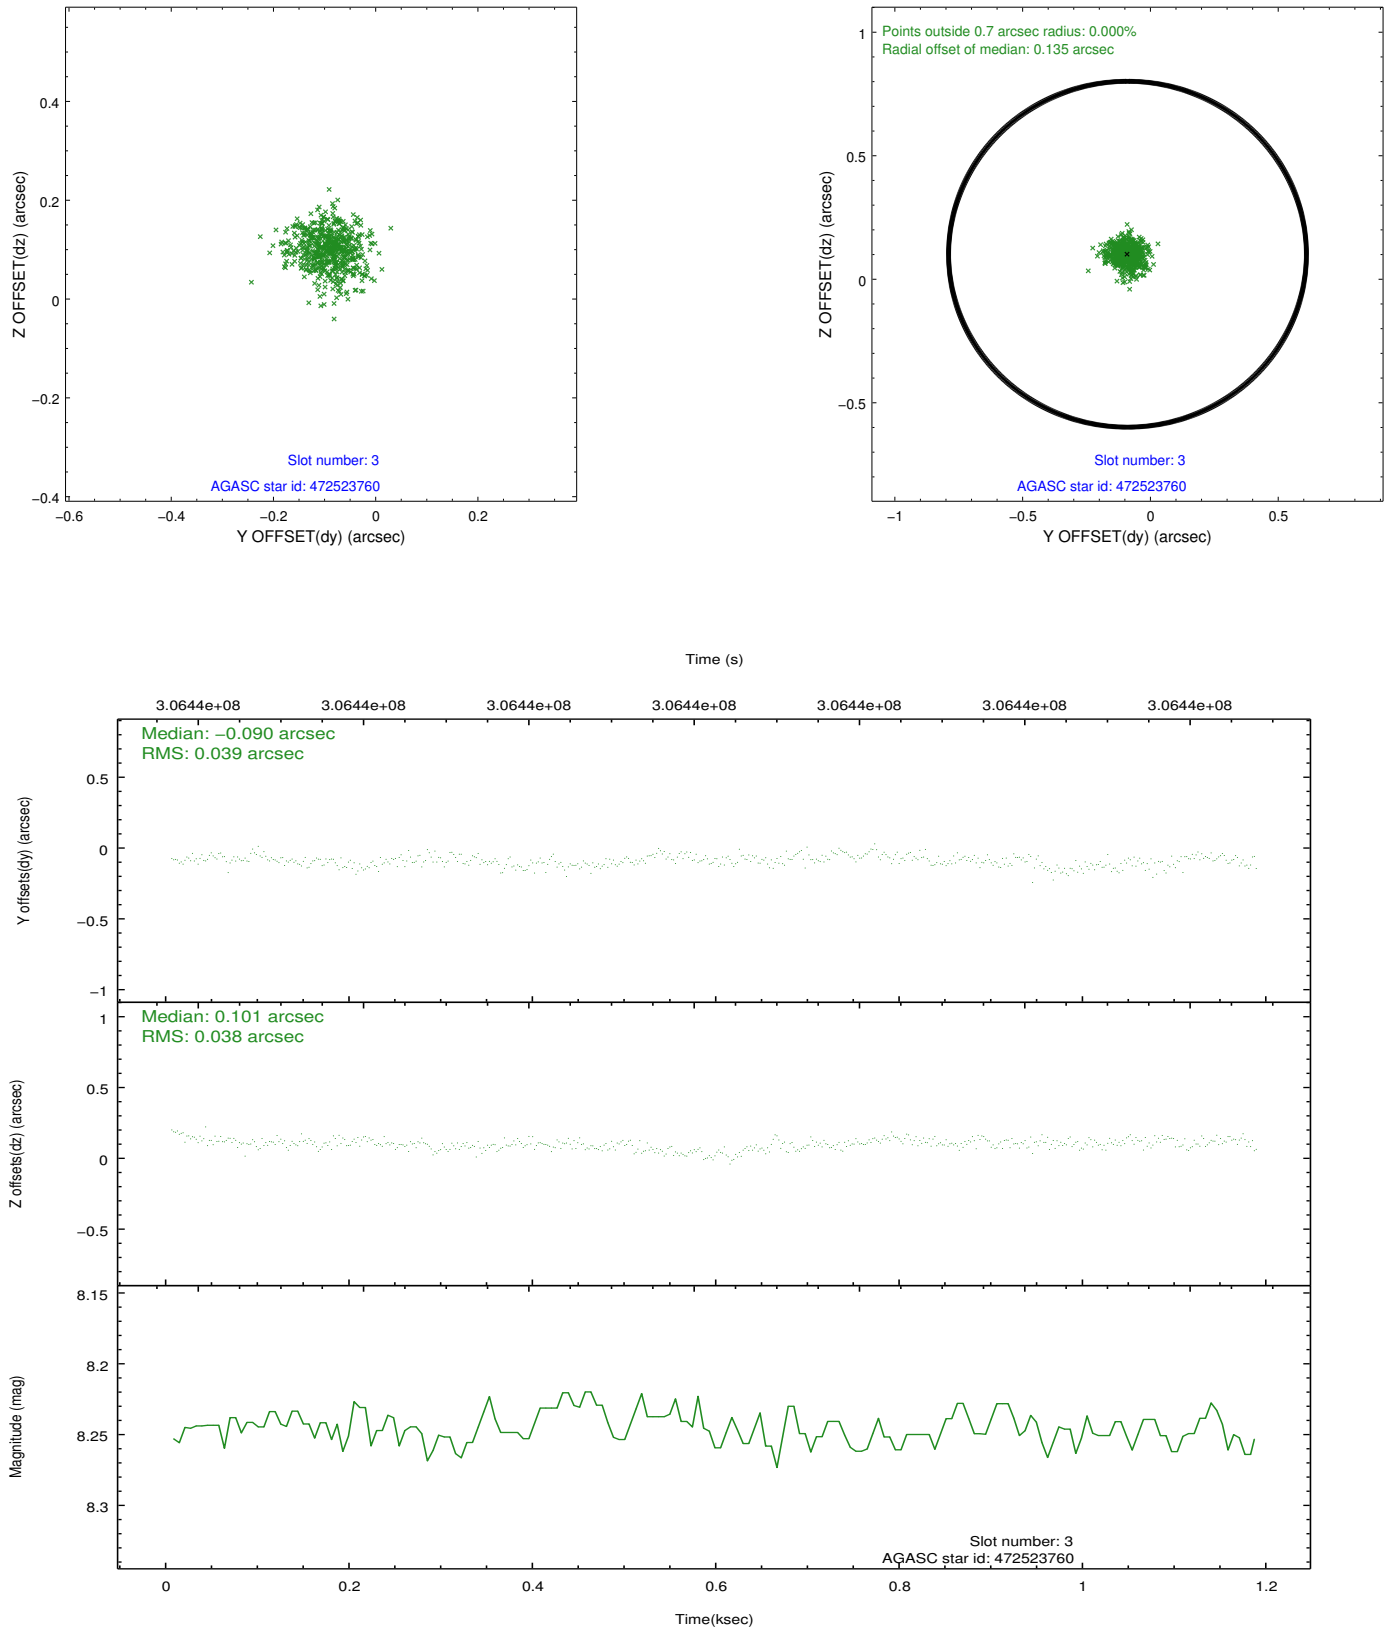 0.4
0.2
0
−0.2
−0.4
−0.6
−0.4
−0.2
0
0.2
Z OFFSET(dz) (arcsec)
Y OFFSET(dy) (arcsec)
Slot number: 3
AGASC star id: 472523760
Points outside 0.7 arcsec radius: 0.000%
Radial offset of median: 0.135 arcsec
1
0.5
0
−0.5
−1
−0.5
0
0.5
Z OFFSET(dz) (arcsec)
Y OFFSET(dy) (arcsec)
Slot number: 3
AGASC star id: 472523760
Time (s)
3.0644e+08 3.0644e+08 3.0644e+08 3.0644e+08 3.0644e+08 3.0644e+08 3.0644e+08
Median: −0.090 arcsec
RMS: 0.039 arcsec
0.5
0
−0.5
−1
Y offsets(dy) (arcsec)
Median: 0.101 arcsec
RMS: 0.038 arcsec
1
0.5
0
−0.5
Z offsets(dz) (arcsec)
8.15
8.2
8.25
8.3
Magnitude (mag)
Slot number: 3
AGASC star id: 472523760
0 0.2 0.4 0.6 0.8 1 1.2
Time(ksec)